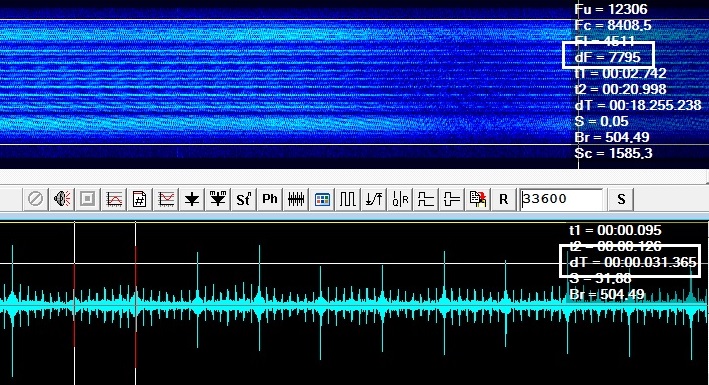 Fu = 12306
Fc = 8408,5
Fl = 4511
dF = 7795
t1 = 00:02.742
t2 = 00:20.998
dT = 00:18.255.238
S = 0,05
Br = 504,49
Sc = 1585,3
Sf Ph I|R R 33600 S
t1 = 00:00.095
t2 = 00:00.126
dT = 00:00.031.365
S = 31,88
Br = 504,49